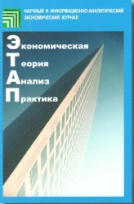 НАУЧНЫЙ И ИНФОРМАЦИОННО-АНАЛИТИЧЕСКИЙ
ЭКОНОМИЧЕСКИЙ ЖУРНАЛ
Экономическая
Теория
Анализ
Практика